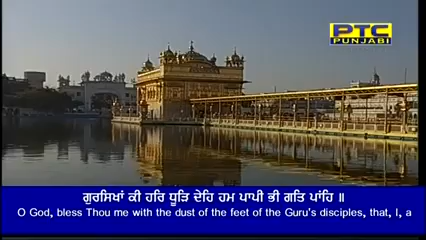 PTC
PUNJABI
ਗੁਰਸਿਖਾਂ ਕੀ ਹਰਿ ਧੂੜਿ ਦੇਹਿ ਹਮ ਪਾਪੀ ਭੀ ਗਤਿ ਪਾਂਹਿ ॥
O God, bless Thou me with the dust of the feet of the Guru's disciples, that, I, a